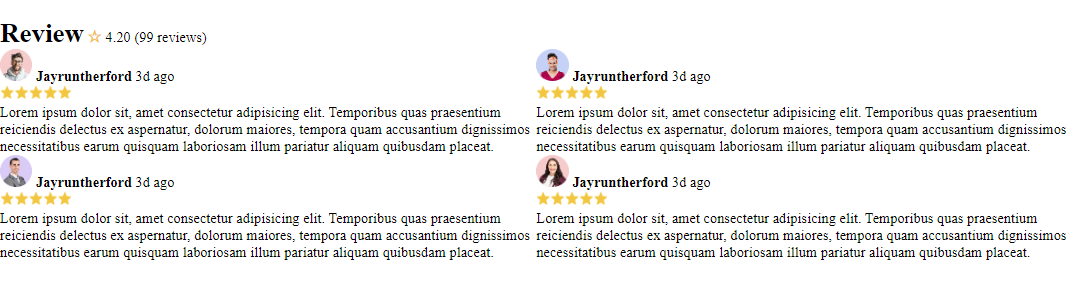 Review ☆ 4.20 (99 reviews)
Jayruntherford 3d ago
Lorem ipsum dolor sit, amet consectetur adipisicing elit. Temporibus quas praesentium
reiciendis delectus ex aspernatur, dolorum maiores, tempora quam accusantium dignissimos
necessitatibus earum quisquam laboriosam illum pariatur aliquam quibusdam placeat.
Jayruntherford 3d ago
Lorem ipsum dolor sit, amet consectetur adipisicing elit. Temporibus quas praesentium
reiciendis delectus ex aspernatur, dolorum maiores, tempora quam accusantium dignissimos
necessitatibus earum quisquam laboriosam illum pariatur aliquam quibusdam placeat.
Jayruntherford 3d ago
Lorem ipsum dolor sit, amet consectetur adipisicing elit. Temporibus quas praesentium
reiciendis delectus ex aspernatur, dolorum maiores, tempora quam accusantium dignissimos
necessitatibus earum quisquam laboriosam illum pariatur aliquam quibusdam placeat.
Jayruntherford 3d ago
Lorem ipsum dolor sit, amet consectetur adipisicing elit. Temporibus quas praesentium
reiciendis delectus ex aspernatur, dolorum maiores, tempora quam accusantium dignissimos
necessitatibus earum quisquam laboriosam illum pariatur aliquam quibusdam placeat.